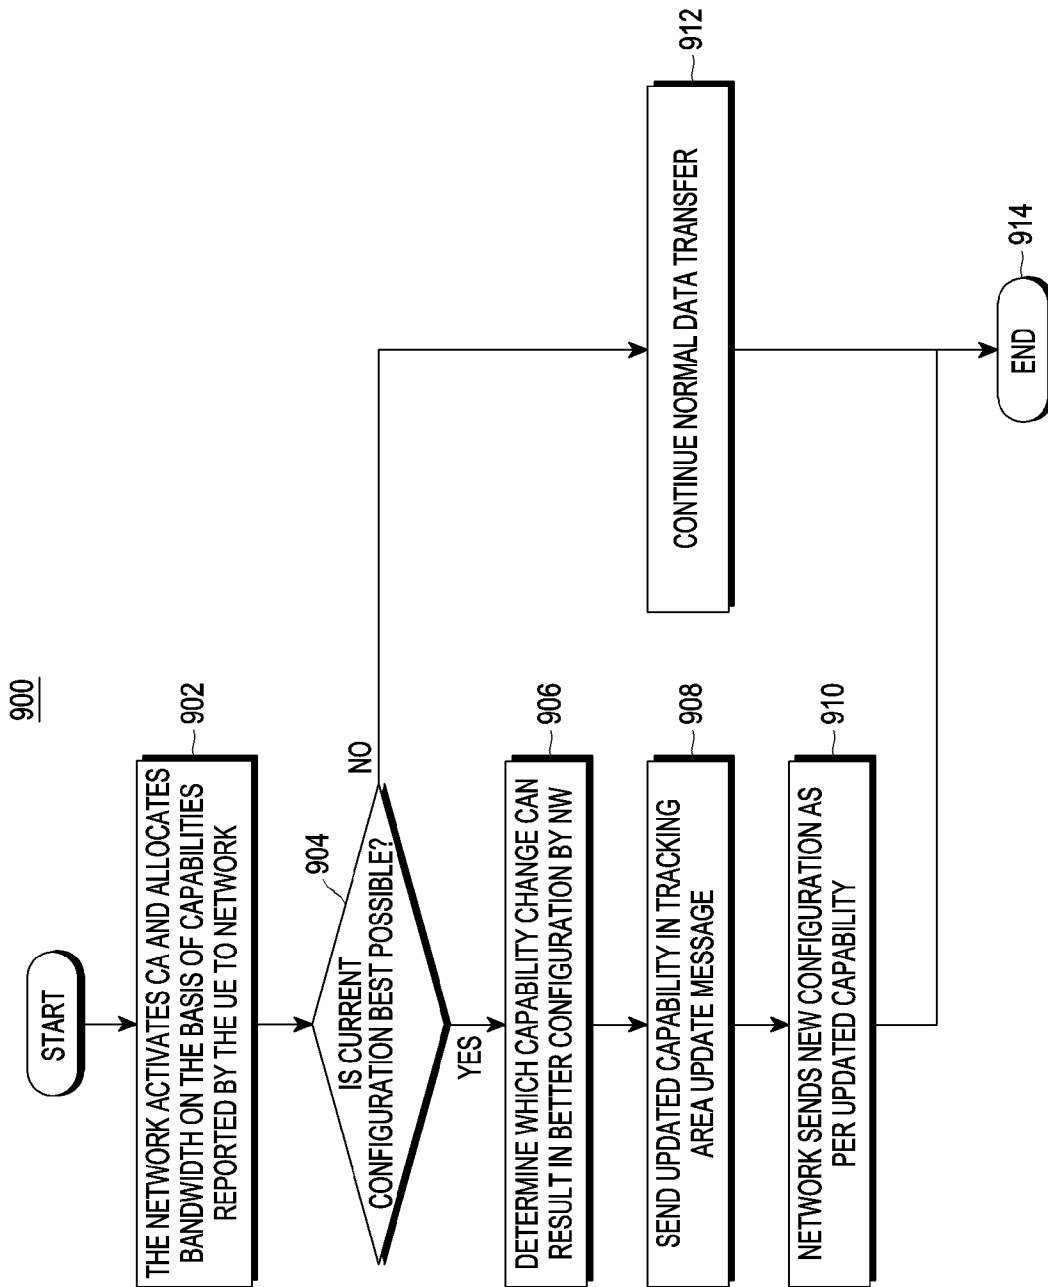 900
START
THE NETWORK ACTIVATES CA AND ALLOCATES
BANDWIDTH ON THE BASIS OF CAPABILITIES
REPORTED BY THE UE TO NETWORK
902
IS CURRENT
CONFIGURATION BEST POSSIBLE?
904
NO
YES
DETERMINE WHICH CAPABILITY CHANGE CAN
RESULT IN BETTER CONFIGURATION BY NW
906
SEND UPDATED CAPABILITY IN TRACKING
AREA UPDATE MESSAGE
908
NETWORK SENDS NEW CONFIGURATION AS
PER UPDATED CAPABILITY
910
CONTINUE NORMAL DATA TRANSFER
912
END
914